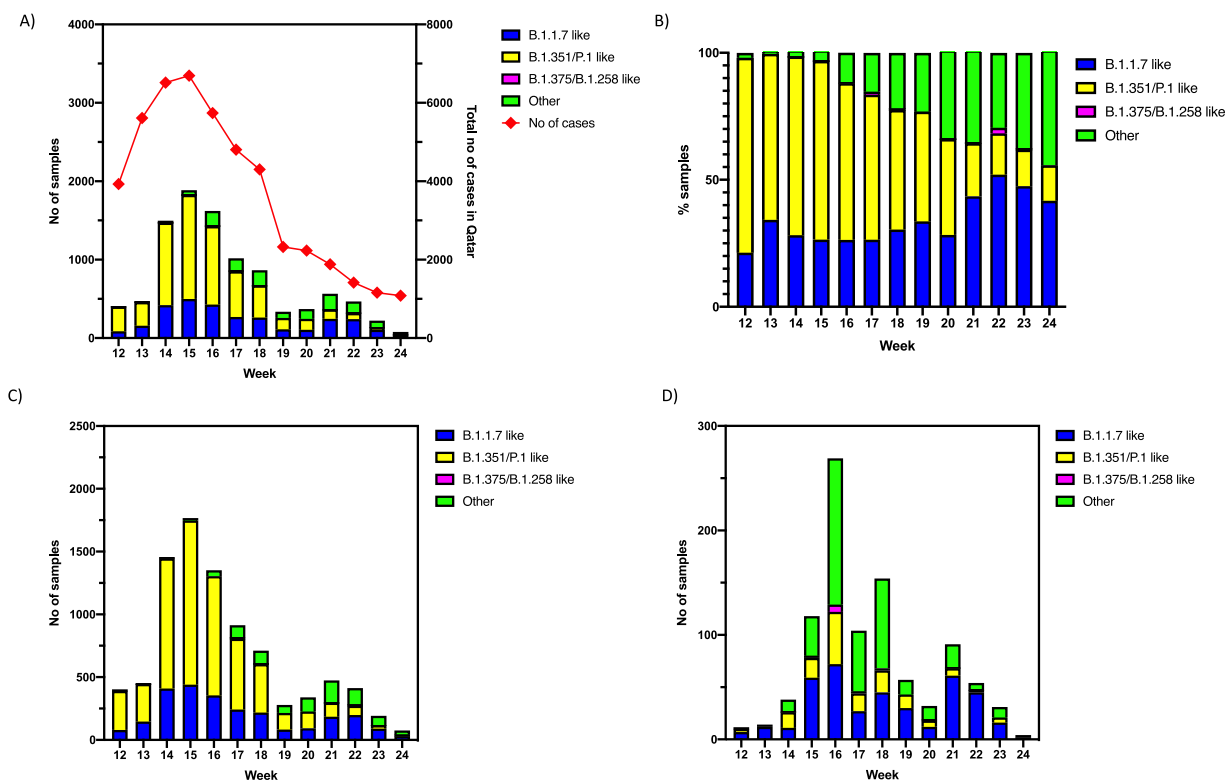 A)
4000
3000
2000
1000
0
No of samples
8000
6000
4000
2000
0
Total no of cases in Qatar
12 13 14 15 16 17 18 19 20 21 22 23 24
Week
B.1.1.7 like
B.1.351/P.1 like
B.1.375/B.1.258 like
Other
No of cases
B)
100
50
0
% samples
12 13 14 15 16 17 18 19 20 21 22 23 24
Week
B.1.1.7 like
B.1.351/P.1 like
B.1.375/B.1.258 like
Other
C)
2500
2000
1500
1000
500
0
No of samples
12 13 14 15 16 17 18 19 20 21 22 23 24
Week
B.1.1.7 like
B.1.351/P.1 like
B.1.375/B.1.258 like
Other
D)
300
200
100
0
No of samples
12 13 14 15 16 17 18 19 20 21 22 23 24
Week
B.1.1.7 like
B.1.351/P.1 like
B.1.375/B.1.258 like
Other